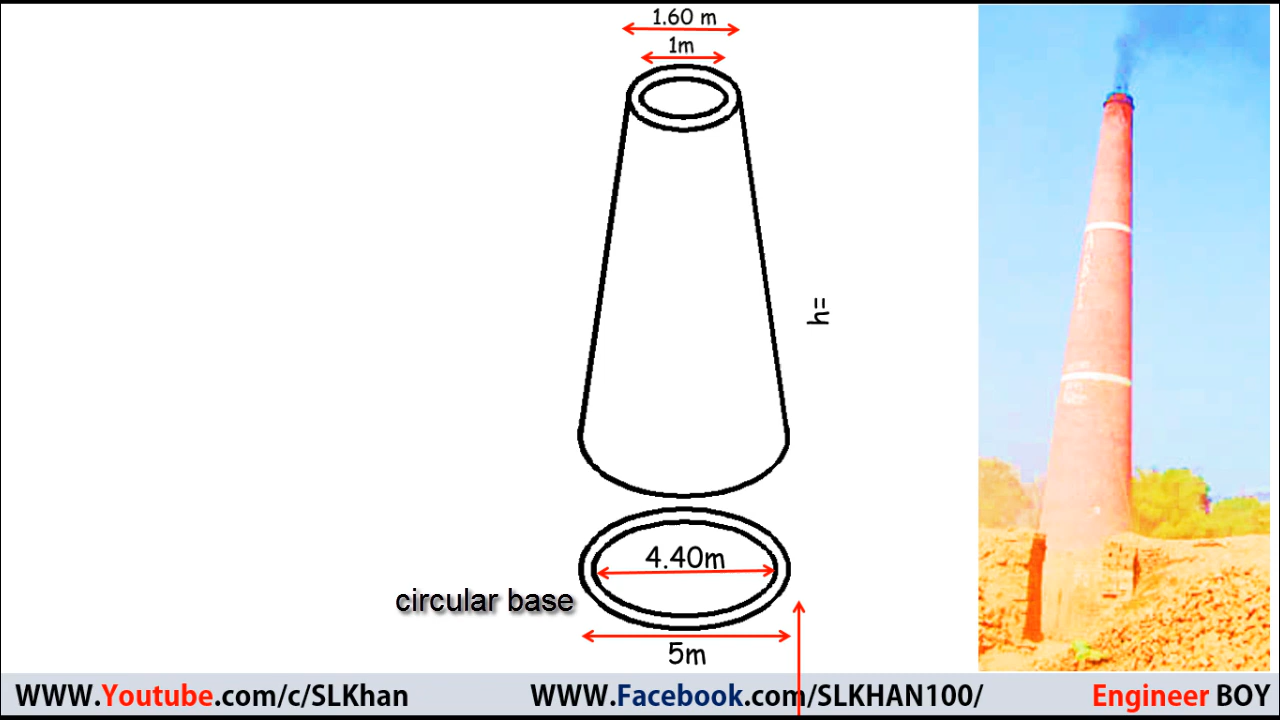 1.60 m
1m
h=
4.40m
circular base
5m
WWW.Youtube.com/c/SLKhan
WWW.Facebook.com/SLKHAN100/
Engineer BOY